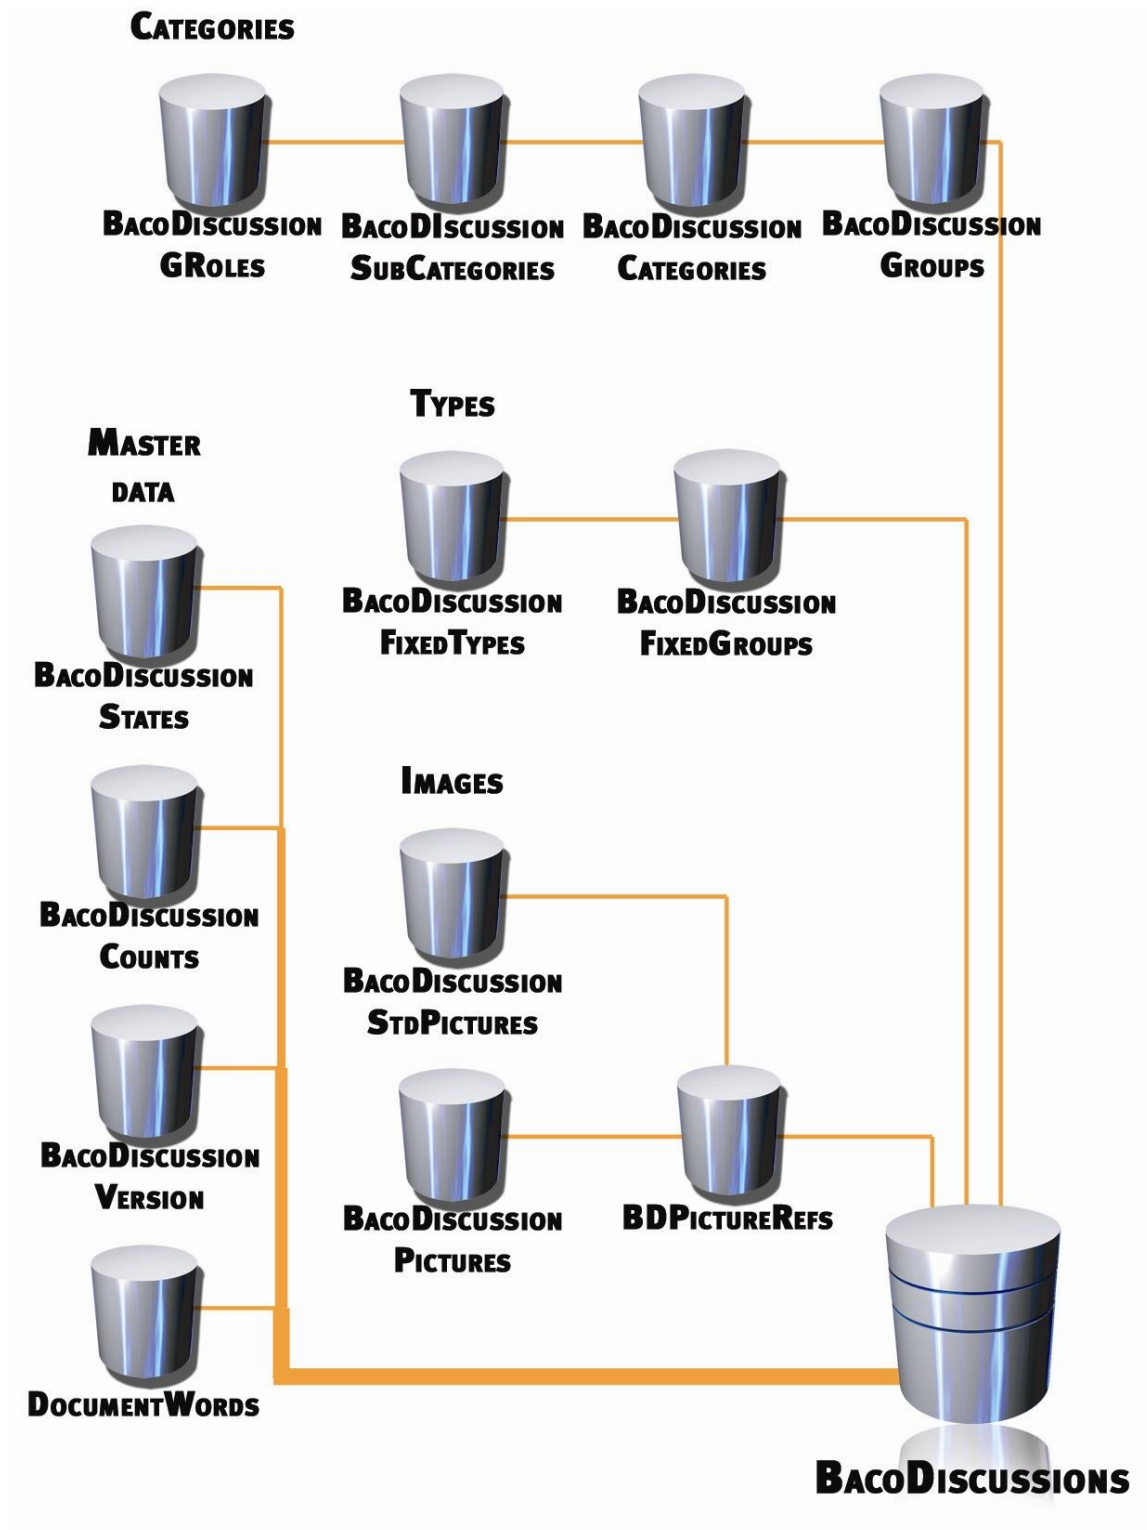 Categories
BacoDiscussion
GRoles
BacoDIscussion
SubCategories
BacoDiscussion
Categories
BacoDiscussion
Groups
Types
BacoDiscussion
FixedTypes
BacoDiscussion
FixedGroups
Master
data
BacoDiscussion
States
BacoDiscussion
Counts
BacoDiscussion
Version
DocumentWords
Images
BacoDiscussion
StdPictures
BacoDiscussion
Pictures
BDPictureRefs
BacoDiscussions